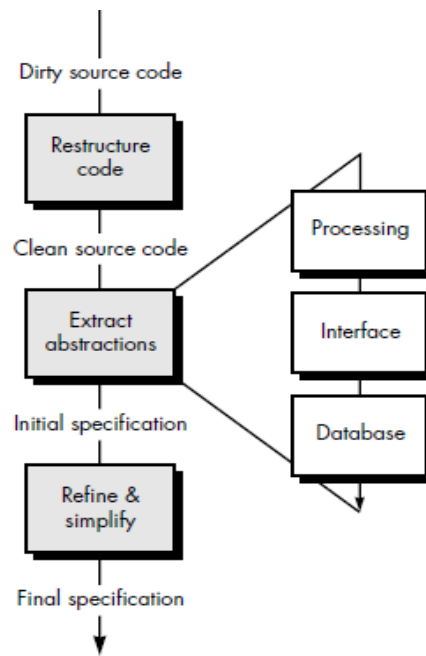 Dirty source code
Restructure
code
Clean source code
Extract
abstractions
Initial specification
Refine &
simplify
Final specification
Processing
Interface
Database